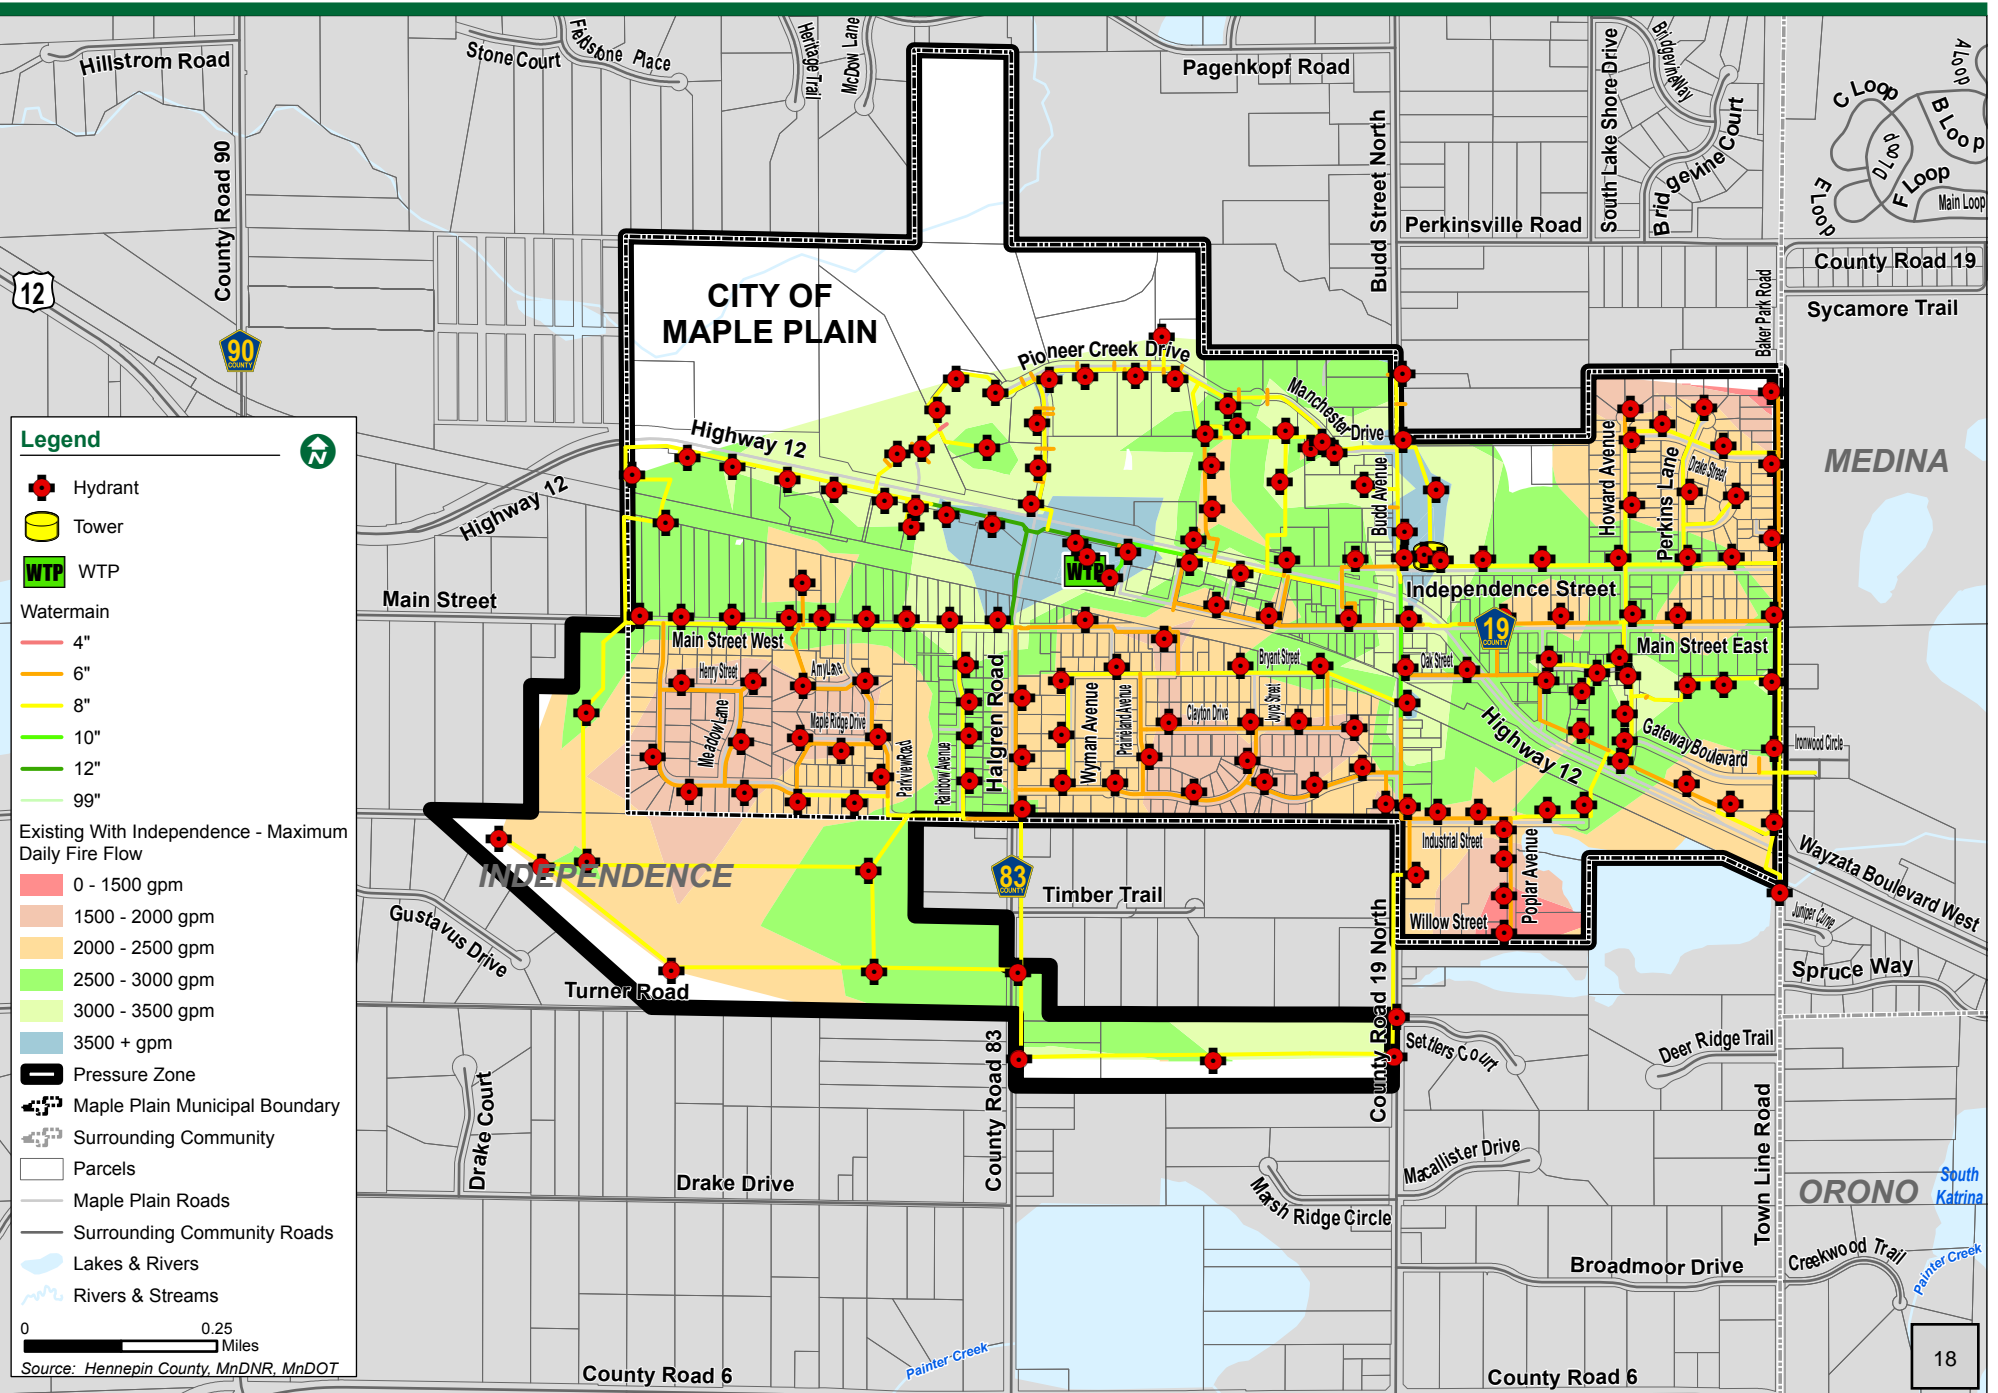 Hillstrom Road
Stone Court
Fieldstone Place
Heritage Trail
McDow Lane
Pagenkopf Road
Budd Street North
South Lake Shore Drive
Bridgevine Way
Bridgevine Court
A Loop
C Loop
B Loop
D Loop
E Loop
F Loop
Main Loop
Perkinsville Road
County Road 19
Sycamore Trail
Baker Park Road
County Road 90
12
90
COUNTY
CITY OF
MAPLE PLAIN
Pioneer Creek Drive
Manchester Drive
Highway 12
Highway 12
Budd Avenue
Howard Avenue
Perkins Lane
Drake Street
MEDINA
WTP
Independence Street
19
COUNTY
Main Street
Main Street West
Main Street East
Henry Street
Amy Lane
Meadow Lane
Maple Ridge Drive
Parkview Road
Rainbow Avenue
Halgren Road
Wyman Avenue
Prairieland Avenue
Clayton Drive
Joyce Street
Bryant Street
Oak Street
Highway 12
Gateway Boulevard
Ironwood Circle
Industrial Street
Poplar Avenue
Willow Street
Wayzata Boulevard West
Juniper Curve
Spruce Way
INDEPENDENCE
83
COUNTY
Timber Trail
Gustavus Drive
Turner Road
County Road 19 North
Settlers Court
Deer Ridge Trail
County Road 83
Drake Court
Drake Drive
Macallister Drive
Marsh Ridge Circle
Town Line Road
ORONO
South
Katrina
Broadmoor Drive
Creekwood Trail
Painter Creek
Painter Creek
County Road 6
County Road 6
18
Legend
N
Hydrant
Tower
WTP WTP
Watermain
4"
6"
8"
10"
12"
99"
Existing With Independence - Maximum
Daily Fire Flow
0 - 1500 gpm
1500 - 2000 gpm
2000 - 2500 gpm
2500 - 3000 gpm
3000 - 3500 gpm
3500 + gpm
Pressure Zone
Maple Plain Municipal Boundary
Surrounding Community
Parcels
Maple Plain Roads
Surrounding Community Roads
Lakes & Rivers
Rivers & Streams
0 0.25
Miles
Source: Hennepin County, MnDNR, MnDOT